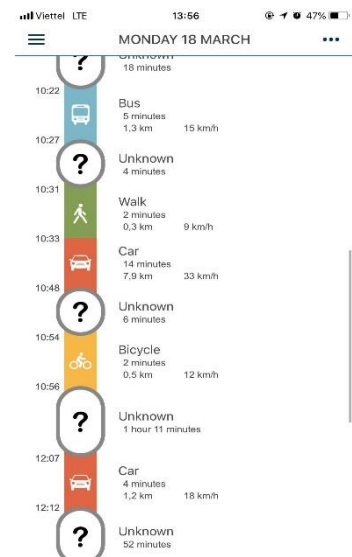 Viettel LTE 13:56 47%
MONDAY 18 MARCH
?
Unknown
18 minutes
10:22
Bus
5 minutes
1,3 km 15 km/h
10:27
?
Unknown
4 minutes
10:31
Walk
2 minutes
0,3 km 9 km/h
10:33
Car
14 minutes
7,9 km 33 km/h
10:48
?
Unknown
6 minutes
10:54
Bicycle
2 minutes
0,5 km 12 km/h
10:56
?
Unknown
1 hour 11 minutes
12:07
Car
4 minutes
1,2 km 18 km/h
12:12
?
Unknown
52 minutes